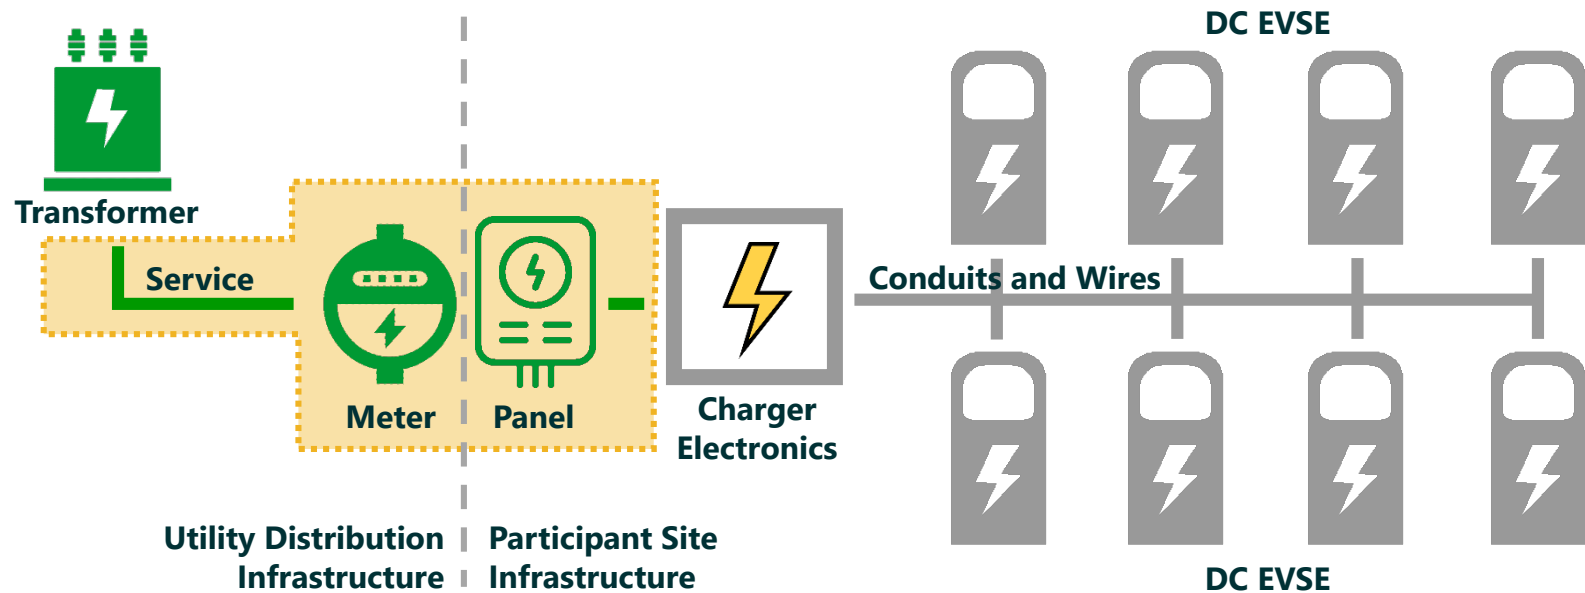 DC EVSE
Transformer
Service
Conduits and Wires
Meter
Panel
Charger
Electronics
Utility Distribution
Infrastructure
Participant Site
Infrastructure
DC EVSE